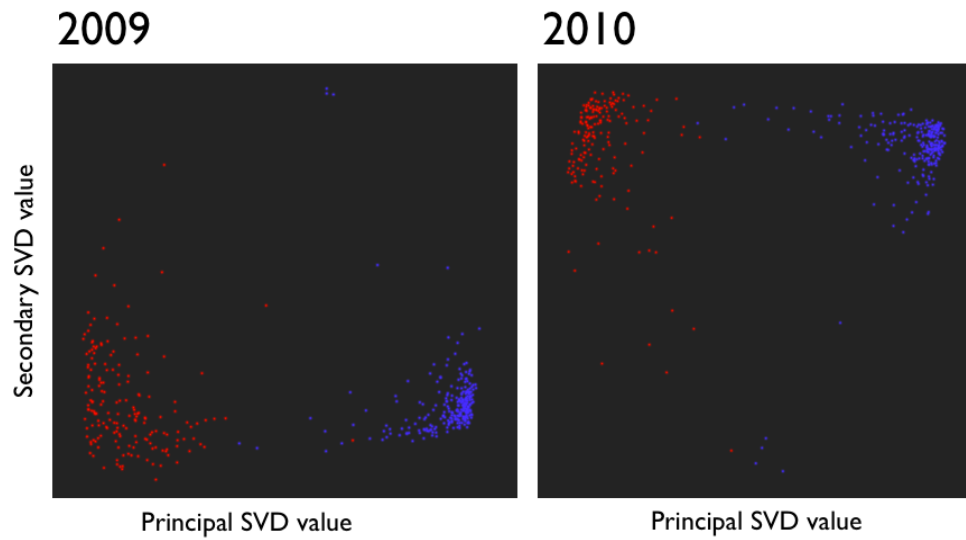 2009
2010
Secondary SVD value
Principal SVD value
Principal SVD value